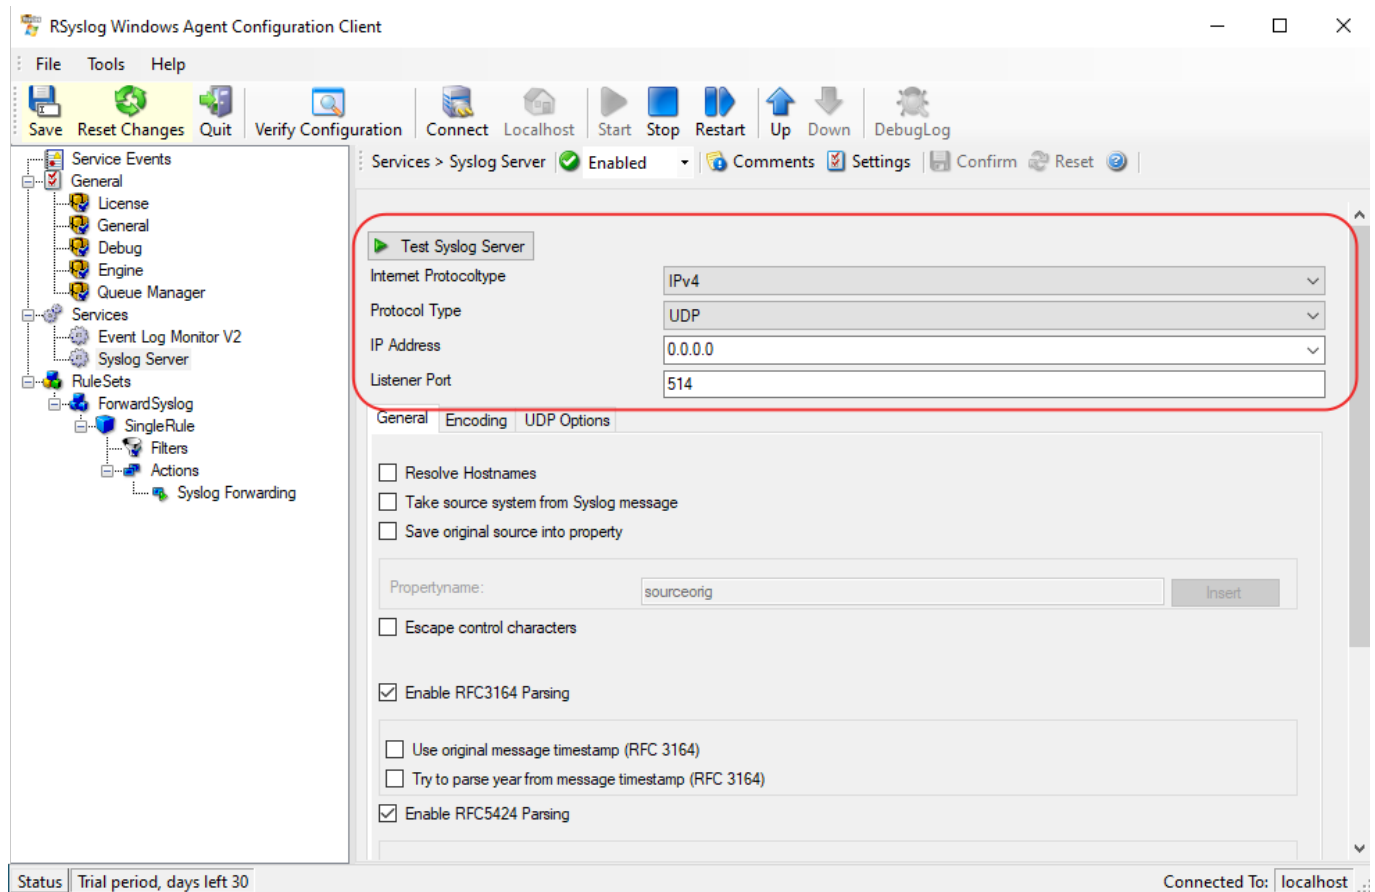 RSyslog Windows Agent Configuration Client
File Tools Help
Save Reset Changes Quit Verify Configuration Connect Localhost Start Stop Restart Up Down DebugLog
Service Events
General
License
General
Debug
Engine
Queue Manager
Services
Event Log Monitor V2
Syslog Server
RuleSets
ForwardSyslog
SingleRule
Filters
Actions
Syslog Forwarding
Services > Syslog Server Enabled Comments Settings Confirm Reset
Test Syslog Server
Internet Protocoltype IPv4
Protocol Type UDP
IP Address 0.0.0.0
Listener Port 514
General Encoding UDP Options
Resolve Hostnames
Take source system from Syslog message
Save original source into property
Propertyname: sourceorig Insert
Escape control characters
Enable RFC3164 Parsing
Use original message timestamp (RFC 3164)
Try to parse year from message timestamp (RFC 3164)
Enable RFC5424 Parsing
Status Trial period, days left 30 Connected To: localhost